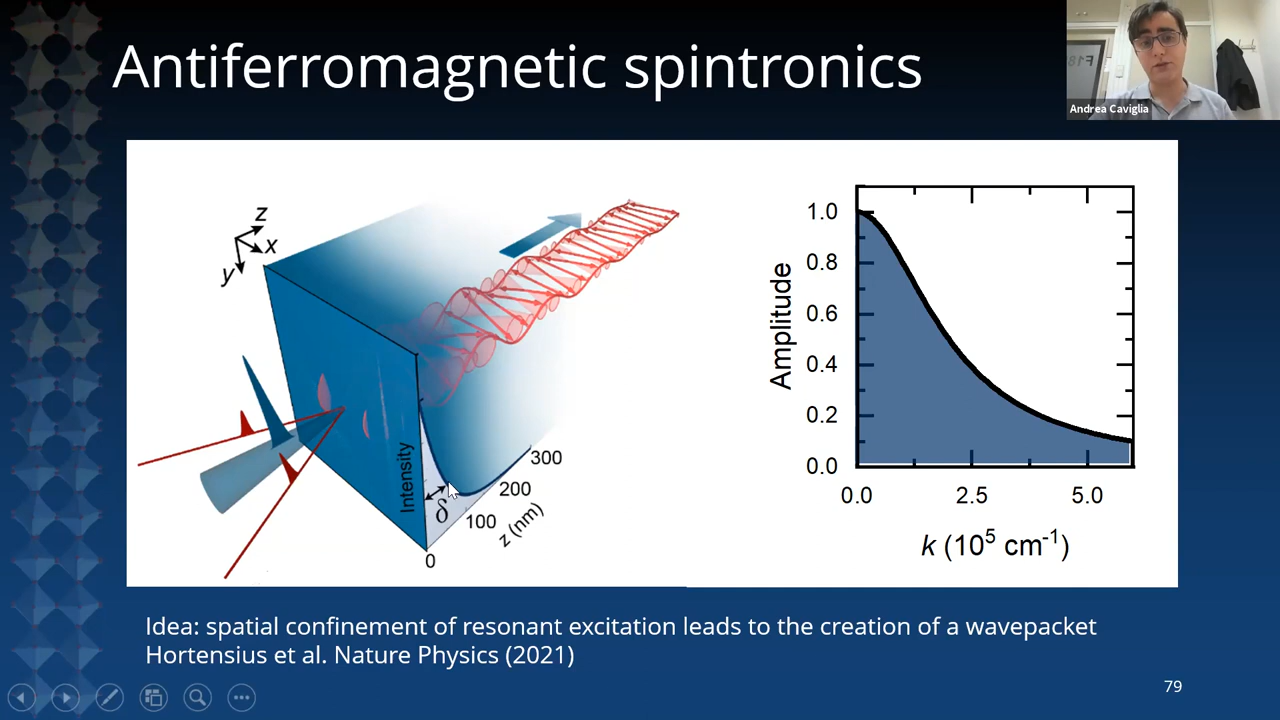 Antiferromagnetic spintronics
Andrea Caviglia
z
x
y
Intensity
δ
0
100
200
300
z (nm)
Amplitude
1.0
0.8
0.6
0.4
0.2
0.0
0.0 2.5 5.0
k (10⁵ cm⁻¹)
Idea: spatial confinement of resonant excitation leads to the creation of a wavepacket
Hortensius et al. Nature Physics (2021)
79